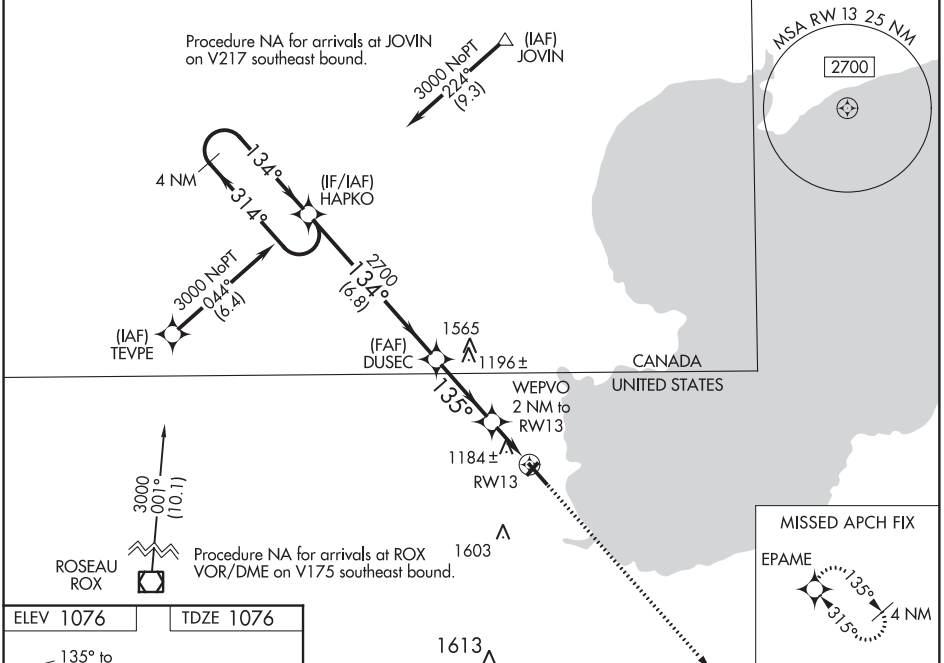 Procedure NA for arrivals at JOVIN
on V217 southeast bound.
(IAF)
JOVIN
3000 NoPT
224°
(9.3)
MSA RW 13 25 NM
2700
4 NM
134°
314°
(IF/IAF)
HAPKO
3000 NoPT
044°
(6.4)
(IAF)
TEVPE
2700
134°
(6.8)
(FAF)
DUSEC
1565
1196±
CANADA
UNITED STATES
135°
WEPVO
2 NM to
RW13
1184±
RW13
3000
001°
(10.1)
ROSEAU
ROX
Procedure NA for arrivals at ROX
VOR/DME on V175 southeast bound.
1603
MISSED APCH FIX
EPAME
135°
315°
4 NM
ELEV 1076
TDZE 1076
135° to
1613